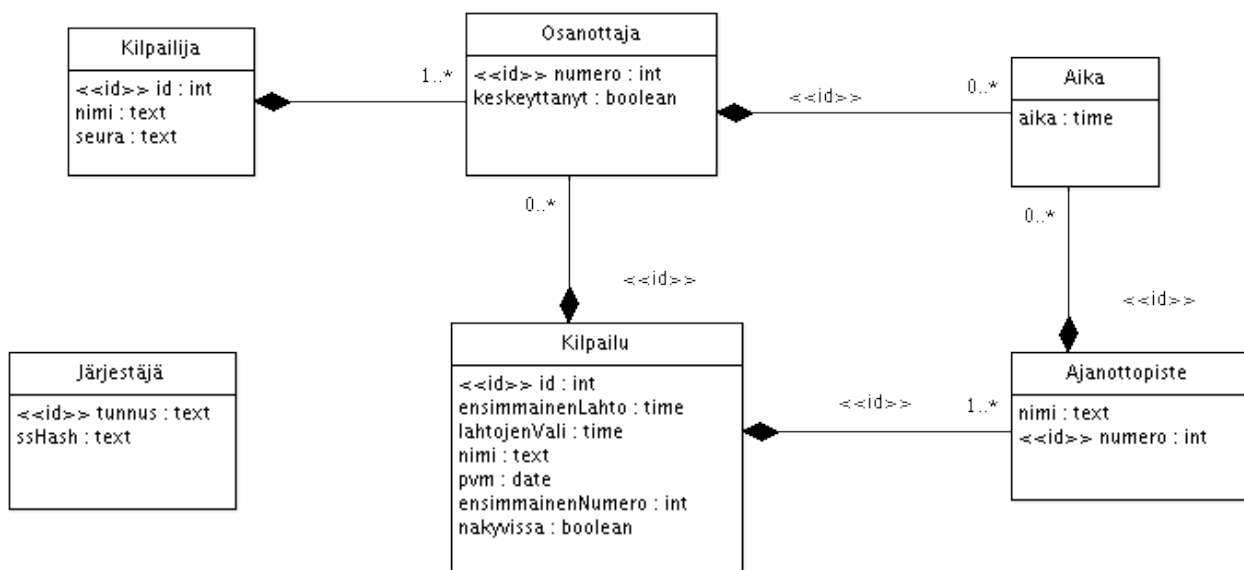 Kilpailija
<<id>> id : int
nimi : text
seura : text
1..*
Osanottaja
<<id>> numero : int
keskeyttanyt : boolean
<<id>>
0..*
Aika
aika : time
0..*
<<id>>
0..*
<<id>>
Järjestäjä
<<id>> tunnus : text
ssHash : text
Kilpailu
<<id>> id : int
ensimmainenLahto : time
lahtojenVali : time
nimi : text
pvm : date
ensimmainenNumero : int
nakyvissa : boolean
<<id>>
1..*
Ajanottopiste
nimi : text
<<id>> numero : int